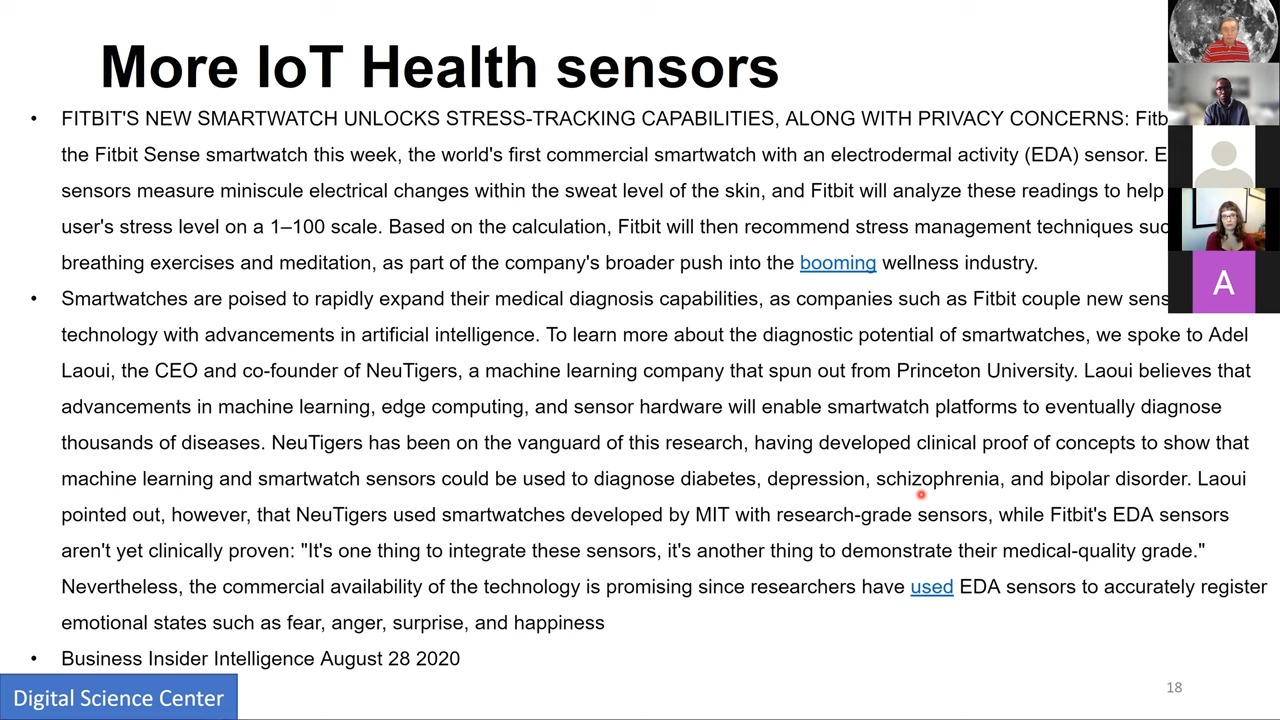 More IoT Health sensors
• FITBIT'S NEW SMARTWATCH UNLOCKS STRESS-TRACKING CAPABILITIES, ALONG WITH PRIVACY CONCERNS:
the Fitbit Sense smartwatch this week, the world's first commercial smartwatch with an electrodermal activity (EDA) sensor.
sensors measure miniscule electrical changes within the sweat level of the skin, and Fitbit will analyze these readings to help
user's stress level on a 1–100 scale. Based on the calculation, Fitbit will then recommend stress management techniques
breathing exercises and meditation, as part of the company's broader push into the booming wellness industry.
• Smartwatches are poised to rapidly expand their medical diagnosis capabilities, as companies such as Fitbit couple new
technology with advancements in artificial intelligence. To learn more about the diagnostic potential of smartwatches, we spoke to Adel
Laoui, the CEO and co-founder of NeuTigers, a machine learning company that spun out from Princeton University. Laoui believes that
advancements in machine learning, edge computing, and sensor hardware will enable smartwatch platforms to eventually diagnose
thousands of diseases. NeuTigers has been on the vanguard of this research, having developed clinical proof of concepts to show that
machine learning and smartwatch sensors could be used to diagnose diabetes, depression, schizophrenia, and bipolar disorder. Laoui
pointed out, however, that NeuTigers used smartwatches developed by MIT with research-grade sensors, while Fitbit's EDA sensors
aren't yet clinically proven: "It's one thing to integrate these sensors, it's another thing to demonstrate their medical-quality grade."
Nevertheless, the commercial availability of the technology is promising since researchers have used EDA sensors to accurately register
emotional states such as fear, anger, surprise, and happiness
• Business Insider Intelligence August 28 2020
Digital Science Center
18
A